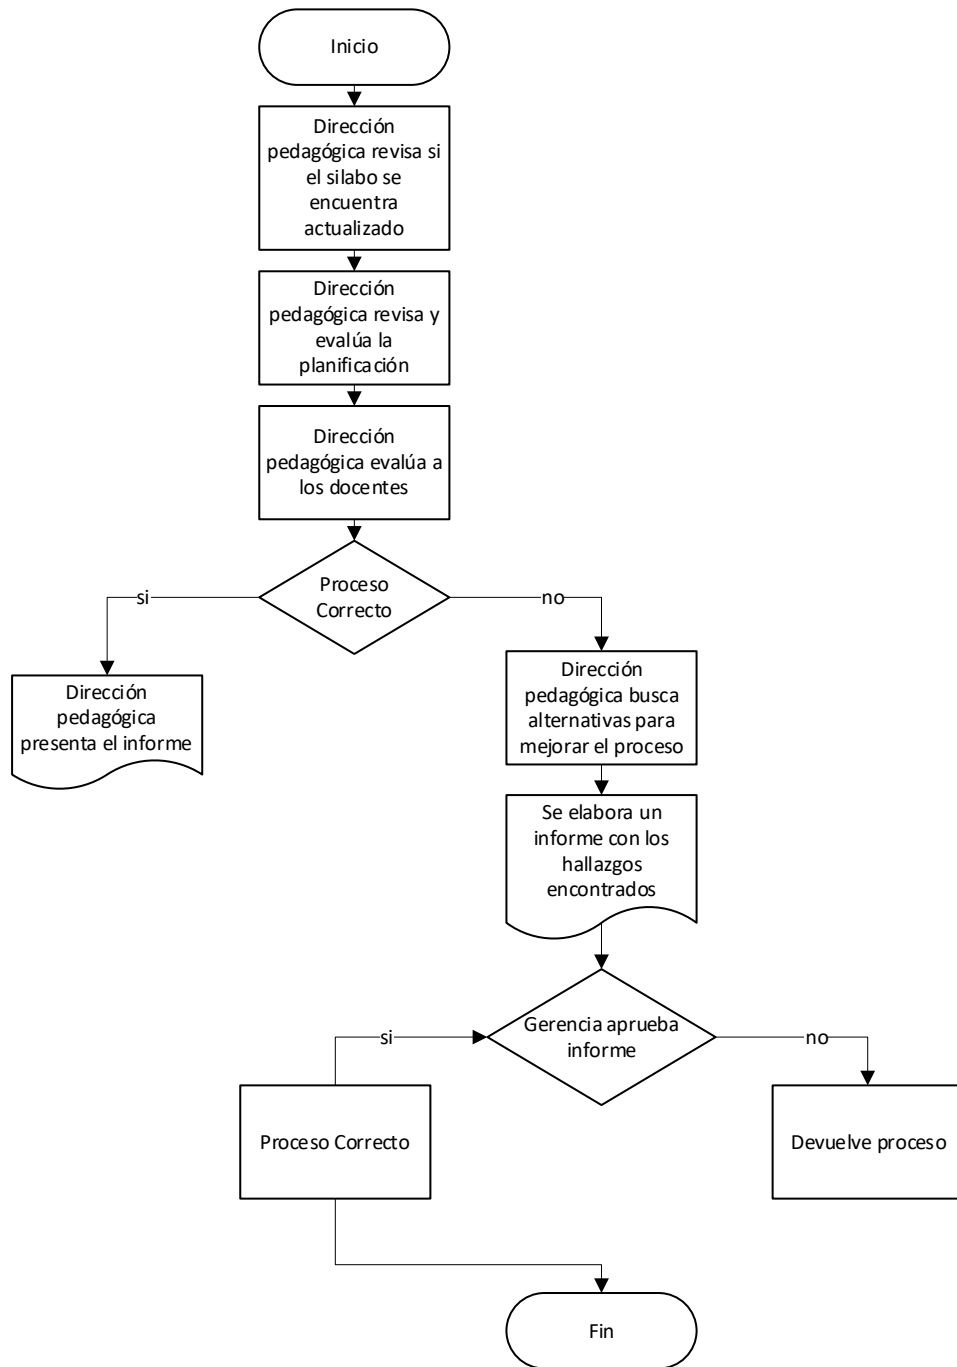 Inicio
Dirección
pedagógica revisa si
el silabo se
encuentra
actualizado
Dirección
pedagógica revisa y
evalúa la
planificación
Dirección
pedagógica evalúa a
los docentes
Proceso
Correcto
si
no
Dirección
pedagógica
presenta el informe
Dirección
pedagógica busca
alternativas para
mejorar el proceso
Se elabora un
informe con los
hallazgos
encontrados
Gerencia aprueba
informe
si
no
Proceso Correcto
Devuelve proceso
Fin